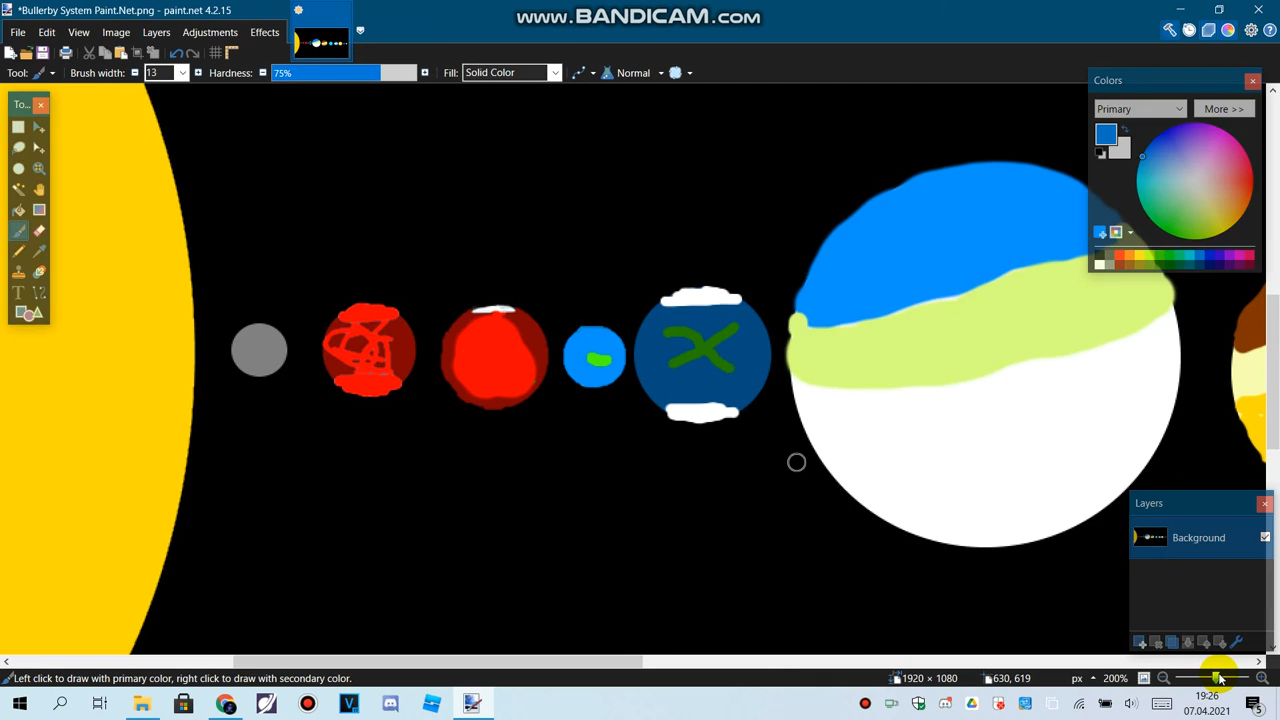 *Bullerby System Paint.Net.png - paint.net 4.2.15
www.BANDICAM.com
File Edit View Image Layers Adjustments Effects
Tool: Brush width: 13 Hardness: 75% Fill: Solid Color Normal
To...
Colors
Primary More >>
Layers
Background
Left click to draw with primary color, right click to draw with secondary color. 1920 × 1080 630, 619 px 200%
19:26
07.04.2021
5